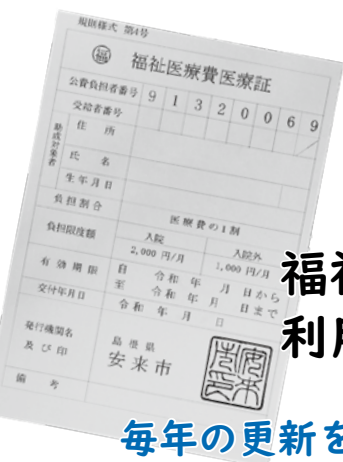 規則様式 第4号
福 福祉医療費医療証
公費負担者番号 9 1 3 2 0 0 6 9
受給者番号
助成対象者
住 所
氏 名
生年月日
負担割合 医療費の1割
負担限度額 入院 入院外
2,000 円/月 1,000 円/月
有効期限 自 令和 年 月 日から
至 令和 年 月 日まで
交付年月日 令和 年 月 日
発行機関名 島根県
及び印 安来市
備 考
福祉
利用
毎年の更新を